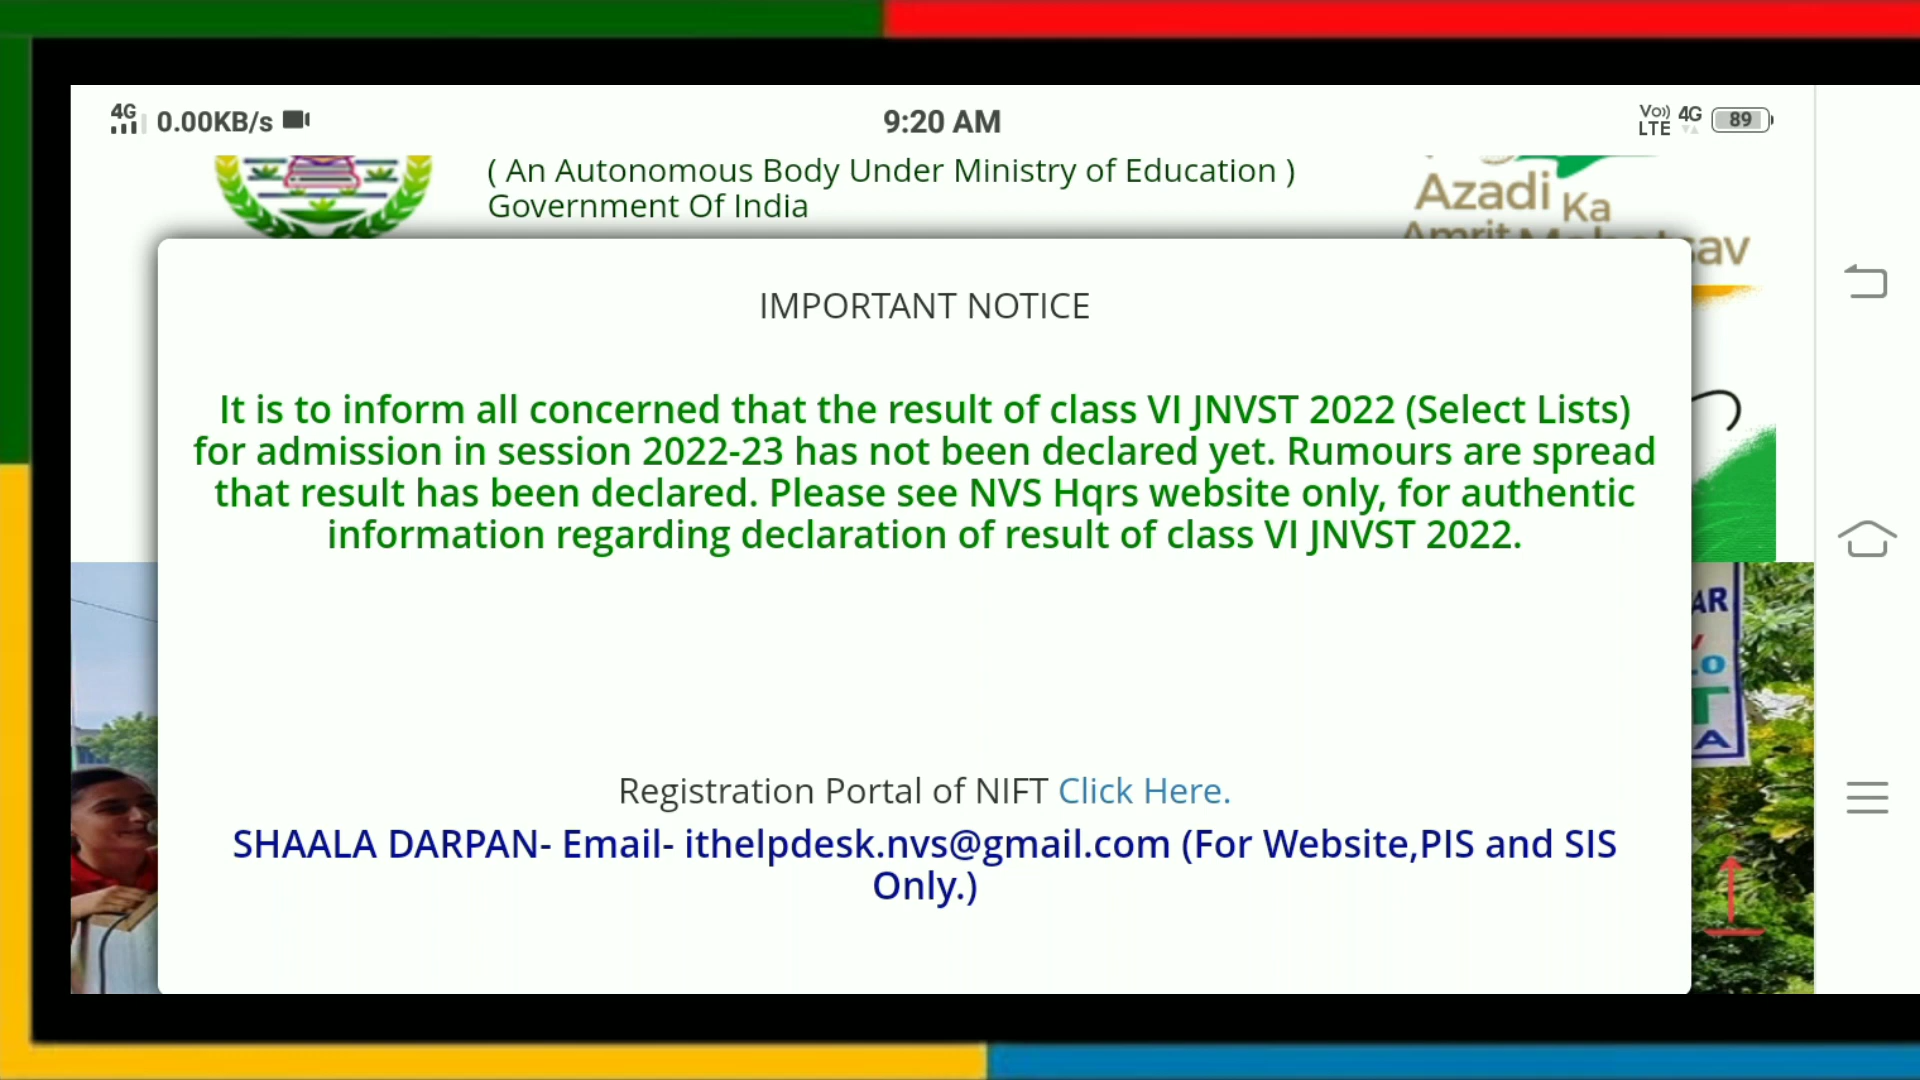 4G 0.00KB/s 9:20 AM Vo)) LTE 4G 89
( An Autonomous Body Under Ministry of Education )
Government Of India
Azadi Ka
Amrit
IMPORTANT NOTICE
It is to inform all concerned that the result of class VI JNVST 2022 (Select Lists)
for admission in session 2022-23 has not been declared yet. Rumours are spread
that result has been declared. Please see NVS Hqrs website only, for authentic
information regarding declaration of result of class VI JNVST 2022.
AR
LO
T
A
Registration Portal of NIFT Click Here.
SHAALA DARPAN- Email- ithelpdesk.nvs@gmail.com (For Website,PIS and SIS
Only.)